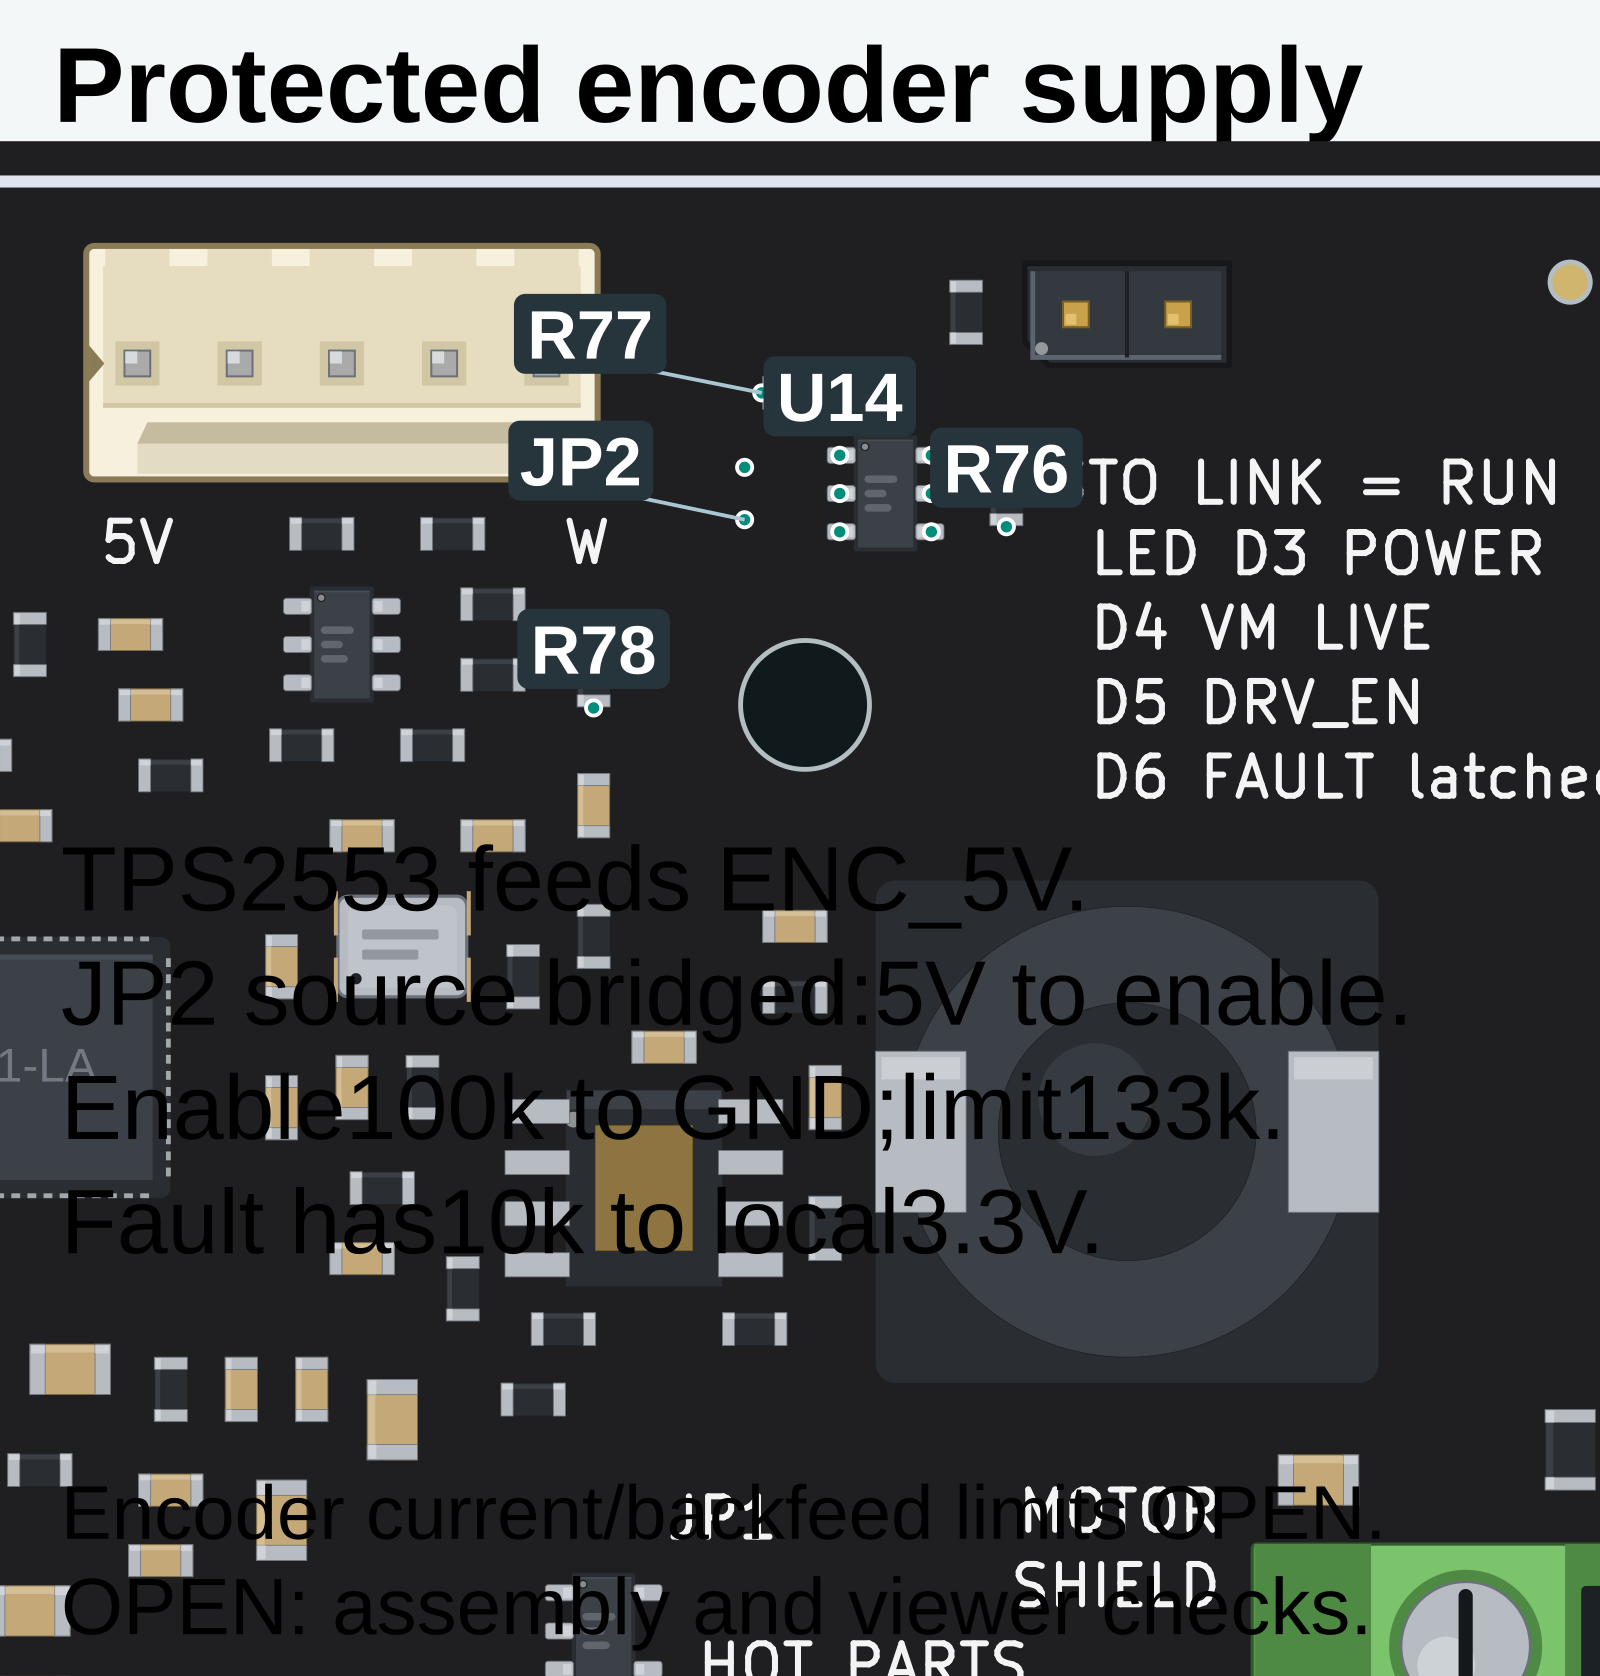 Protected encoder supply
R77
U14
JP2
R76
TO LINK = RUN
5V
W
LED D3 POWER
R78
D4 VM LIVE
D5 DRV_EN
D6 FAULT latche
TPS2553 feeds ENC_5V.
JP2 source bridged:5V to enable.
1-LA
Enable100k to GND;limit133k.
Fault has10k to local3.3V.
Encoder current/backfeed limits OPEN.
JP1
MOTOR
SHIELD
OPEN: assembly and viewer checks.
HOT PARTS